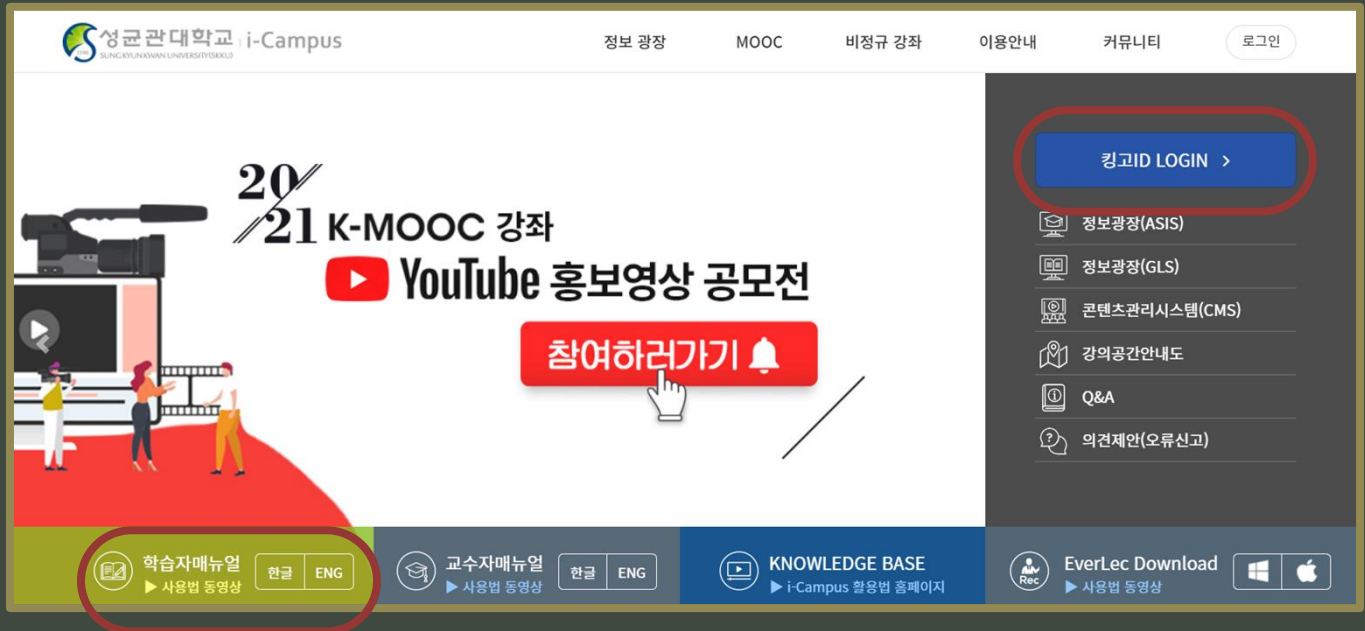 성균관대학교 i-Campus
SUNGKYUNKWAN UNIVERSITY(SKKU)
정보 광장 MOOC 비정규 강좌 이용안내 커뮤니티 로그인
킹고ID LOGIN >
20/
/21 K-MOOC 강좌
YouTube 홍보영상 공모전
참여하러가기
정보광장(ASIS)
정보광장(GLS)
콘텐츠관리시스템(CMS)
강의공간안내도
Q&A
의견제안(오류신고)
학습자매뉴얼 한글 ENG
▶ 사용법 동영상
교수자매뉴얼 한글 ENG
▶ 사용법 동영상
KNOWLEDGE BASE
▶ i-Campus 활용법 홈페이지
Rec
EverLec Download
▶ 사용법 동영상